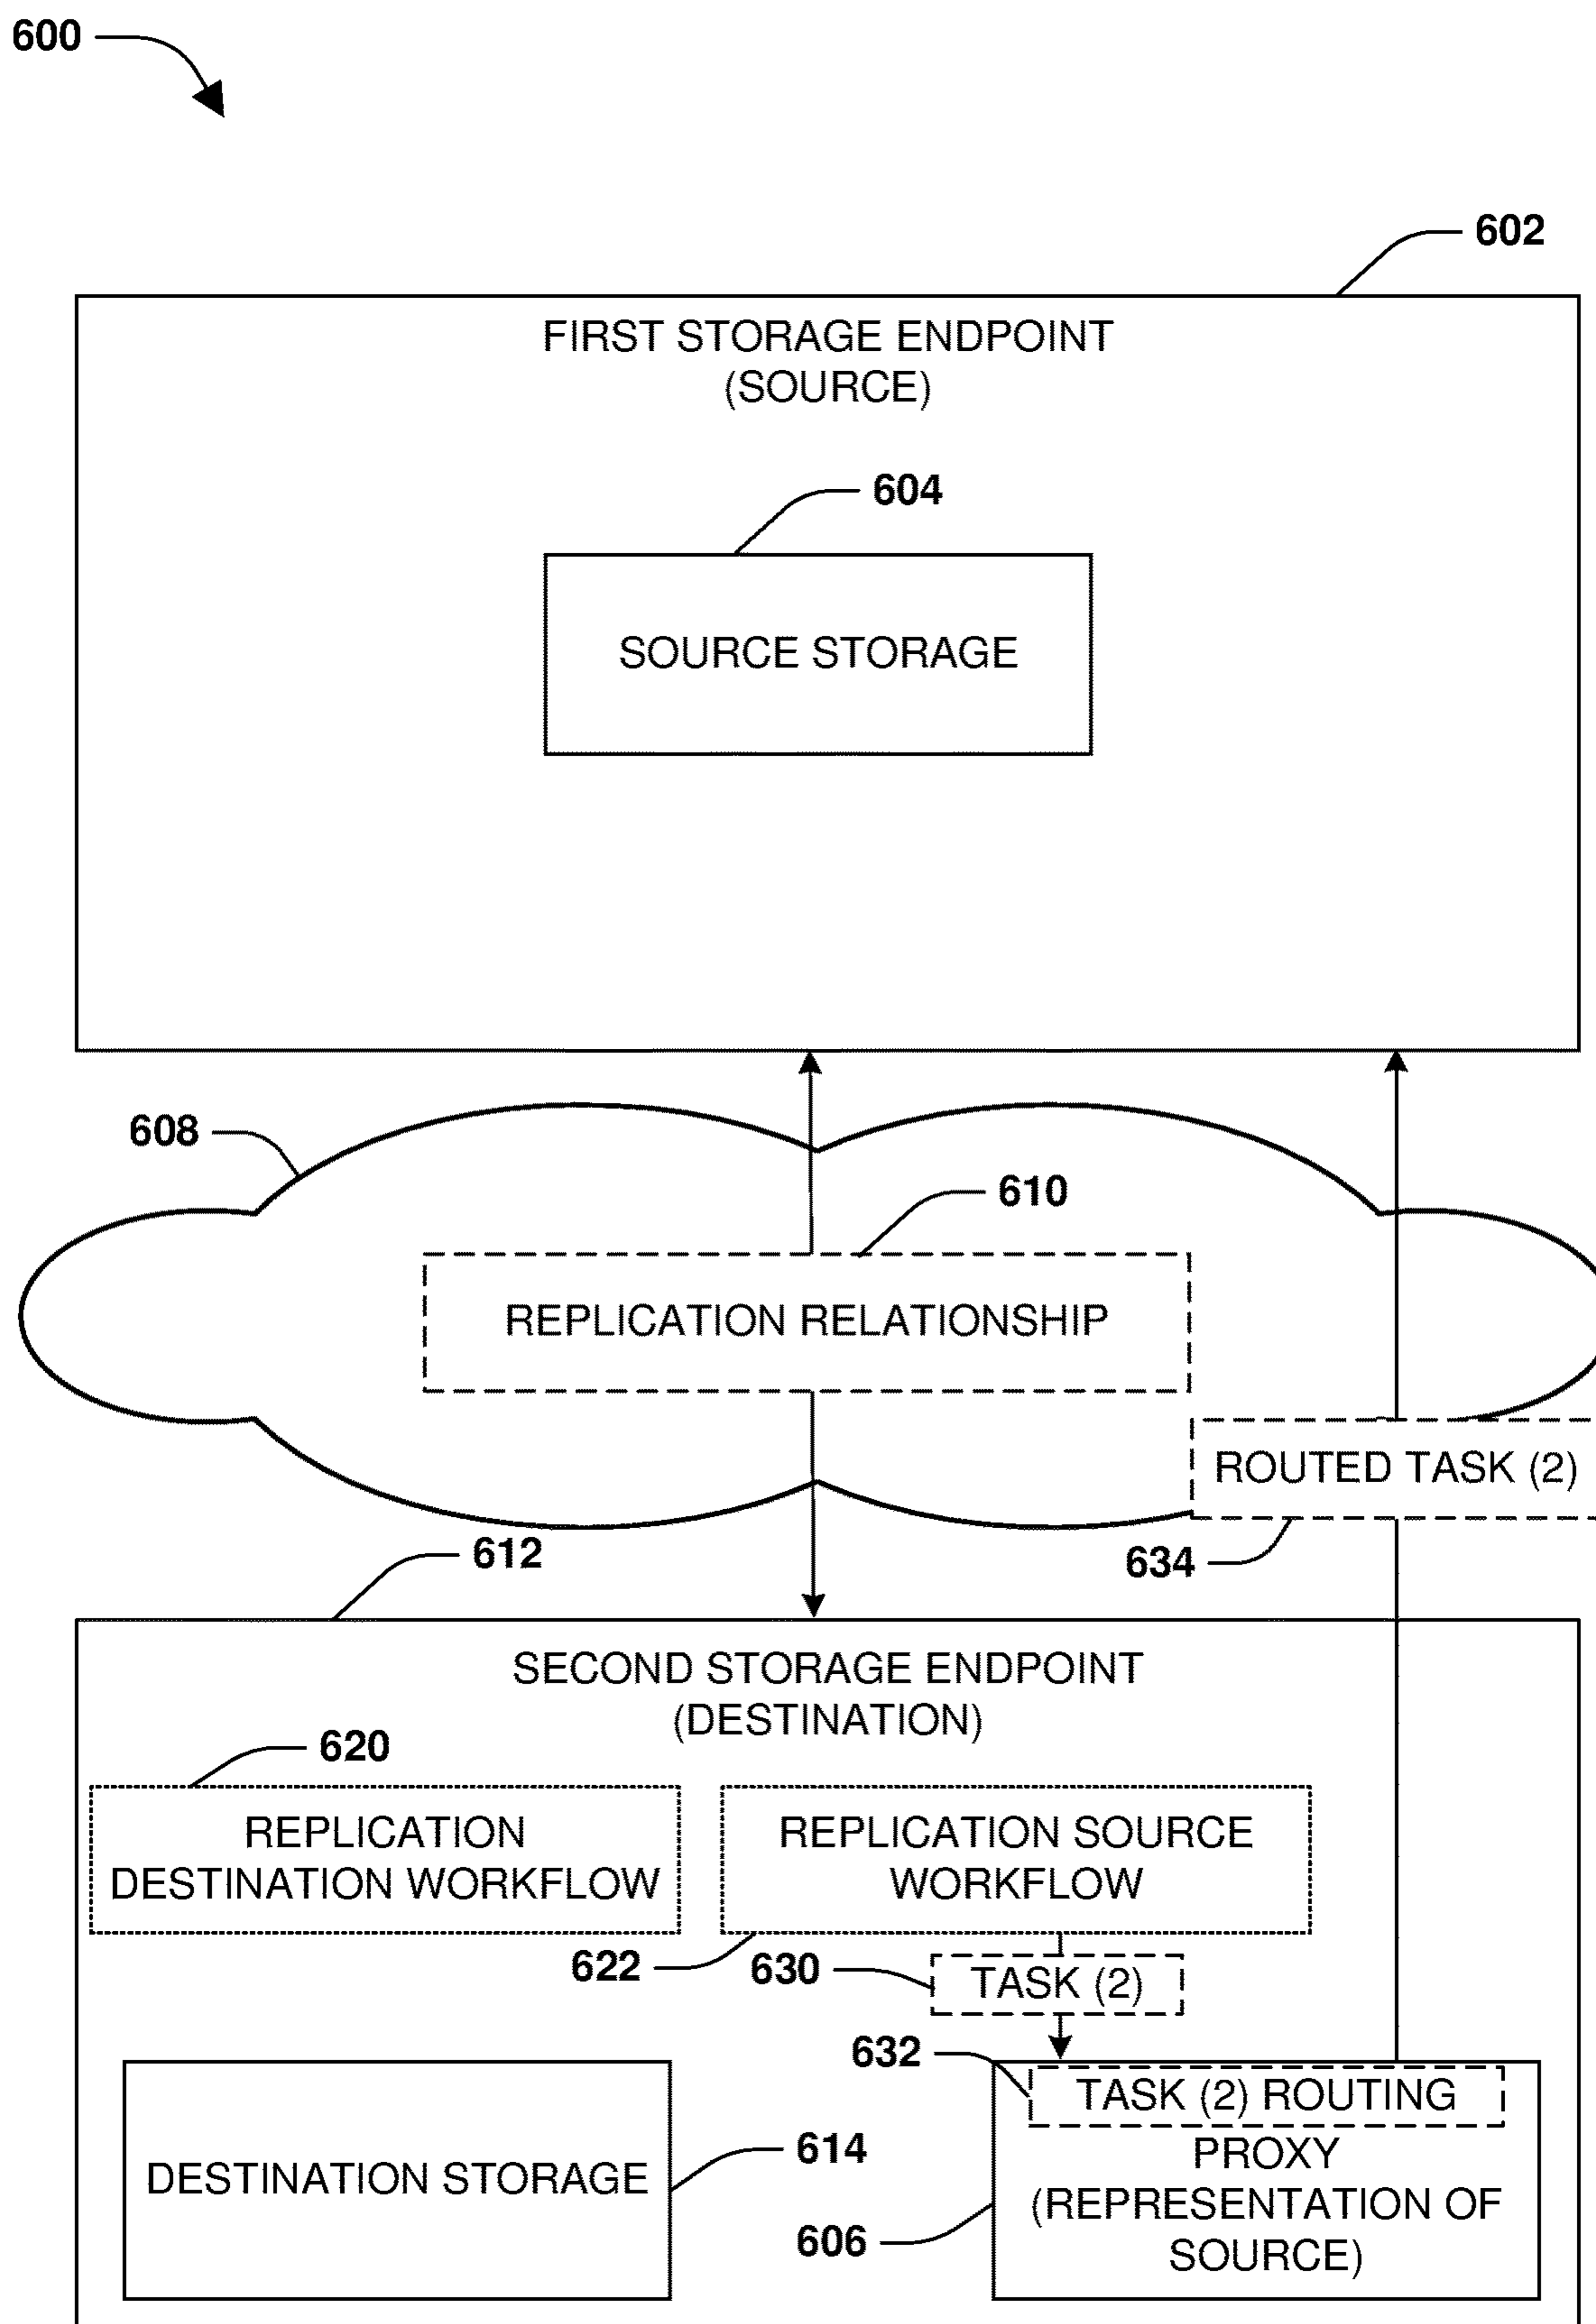 600
602
FIRST STORAGE ENDPOINT
(SOURCE)
604
SOURCE STORAGE
608
610
REPLICATION RELATIONSHIP
ROUTED TASK (2)
612
634
SECOND STORAGE ENDPOINT
(DESTINATION)
620
REPLICATION
DESTINATION WORKFLOW
REPLICATION SOURCE
WORKFLOW
622
630
TASK (2)
632
TASK (2) ROUTING
614
DESTINATION STORAGE
PROXY
(REPRESENTATION OF
SOURCE)
606